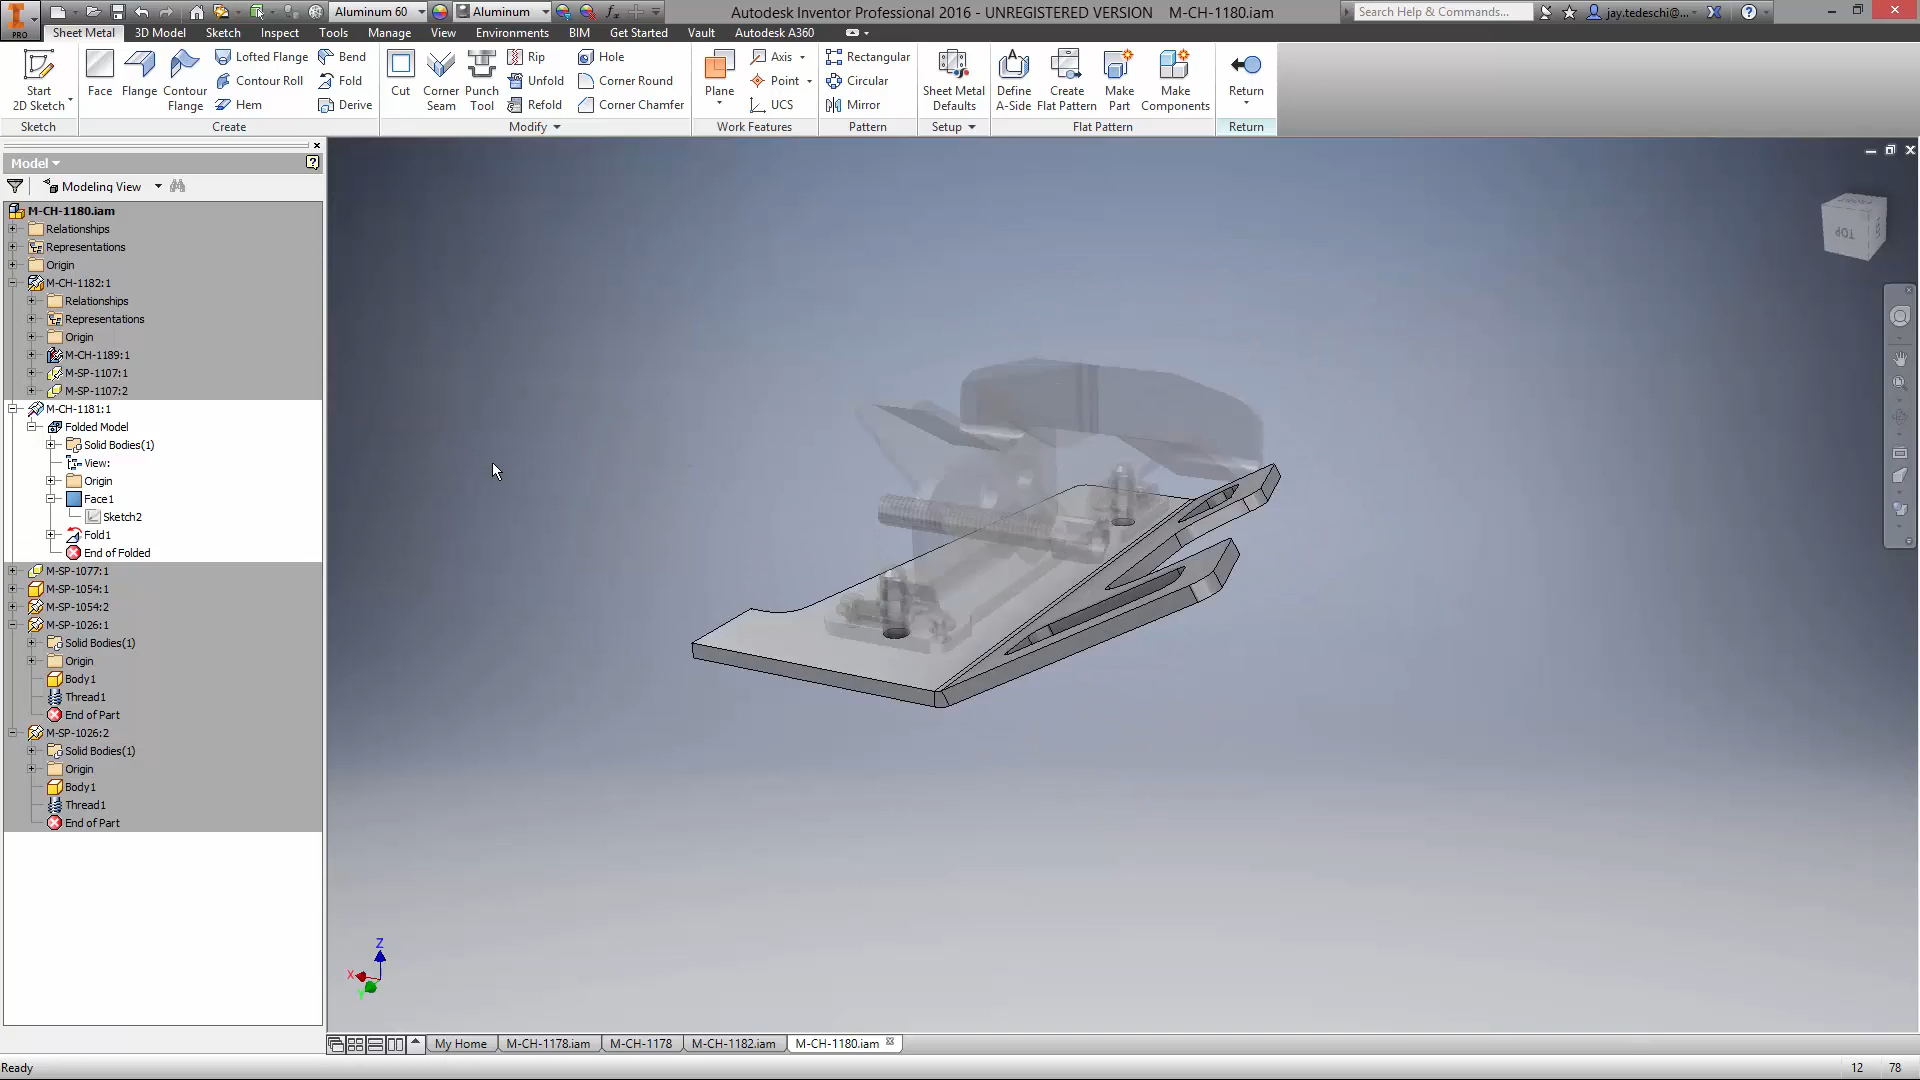 Aluminum 60
Aluminum
Autodesk Inventor Professional 2016 - UNREGISTERED VERSION M-CH-1180.iam
Search Help & Commands...
jay.tedeschi@...
PRO
Sheet Metal
3D Model
Sketch
Inspect
Tools
Manage
View
Environments
BIM
Get Started
Vault
Autodesk A360
Start
2D Sketch
Face
Flange
Contour
Flange
Lofted Flange
Contour Roll
Hem
Bend
Fold
Derive
Cut
Corner
Seam
Punch
Tool
Rip
Unfold
Refold
Hole
Corner Round
Corner Chamfer
Plane
Axis
Point
UCS
Rectangular
Circular
Mirror
Sheet Metal
Defaults
Define
A-Side
Create
Flat Pattern
Make
Part
Make
Components
Return
Sketch
Create
Modify
Work Features
Pattern
Setup
Flat Pattern
Return
Model
Modeling View
M-CH-1180.iam
Relationships
Representations
Origin
M-CH-1182:1
Relationships
Representations
Origin
M-CH-1189:1
M-SP-1107:1
M-SP-1107:2
M-CH-1181:1
Folded Model
Solid Bodies(1)
View:
Origin
Face1
Sketch2
Fold1
End of Folded
M-SP-1077:1
M-SP-1054:1
M-SP-1054:2
M-SP-1026:1
Solid Bodies(1)
Origin
Body1
Thread1
End of Part
M-SP-1026:2
Solid Bodies(1)
Origin
Body1
Thread1
End of Part
TOP
Z
X
Y
My Home
M-CH-1178.iam
M-CH-1178
M-CH-1182.iam
M-CH-1180.iam
Ready
12
78